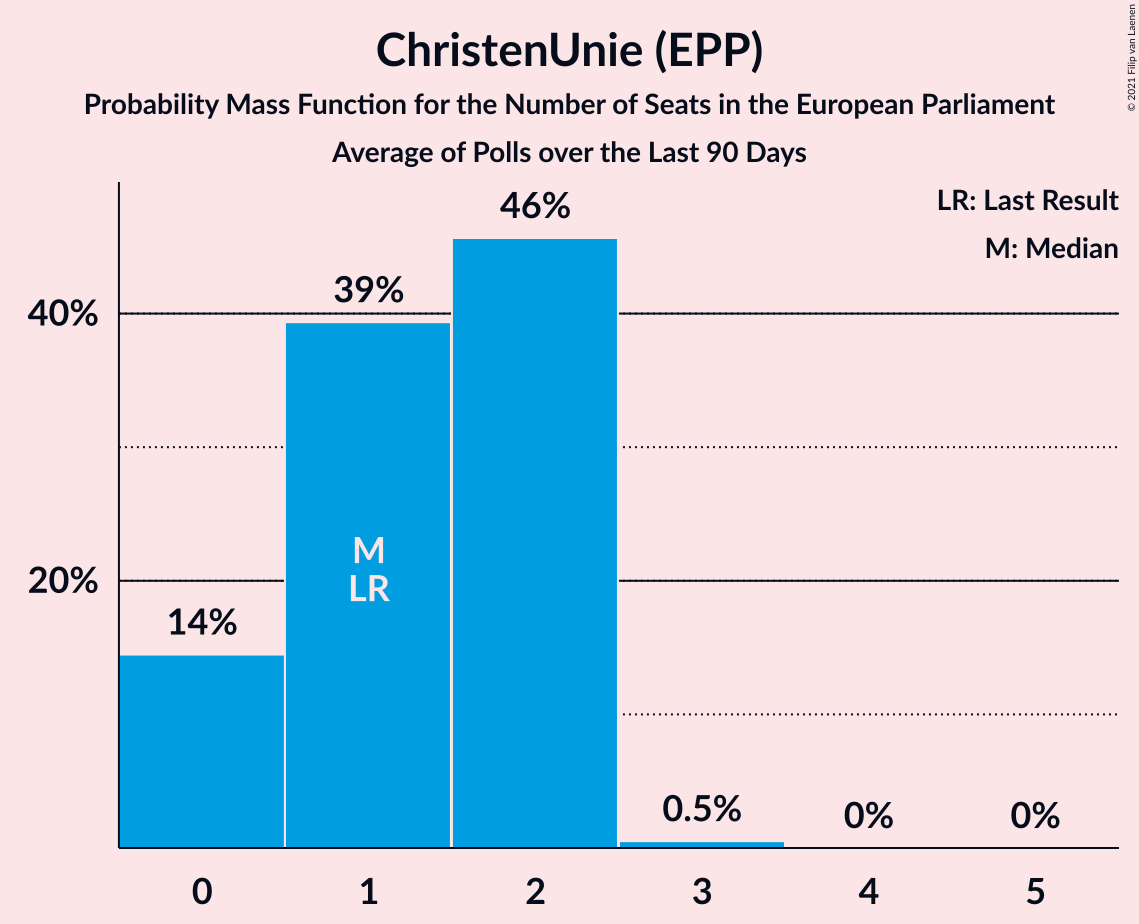 ChristenUnie (EPP)
Probability Mass Function for the Number of Seats in the European Parliament
Average of Polls over the Last 90 Days
© 2021 Filip van Laenen
LR: Last Result
M: Median
46%
39%
40%
M
LR
20%
14%
0.5%
0%
0%
0
1
2
3
4
5